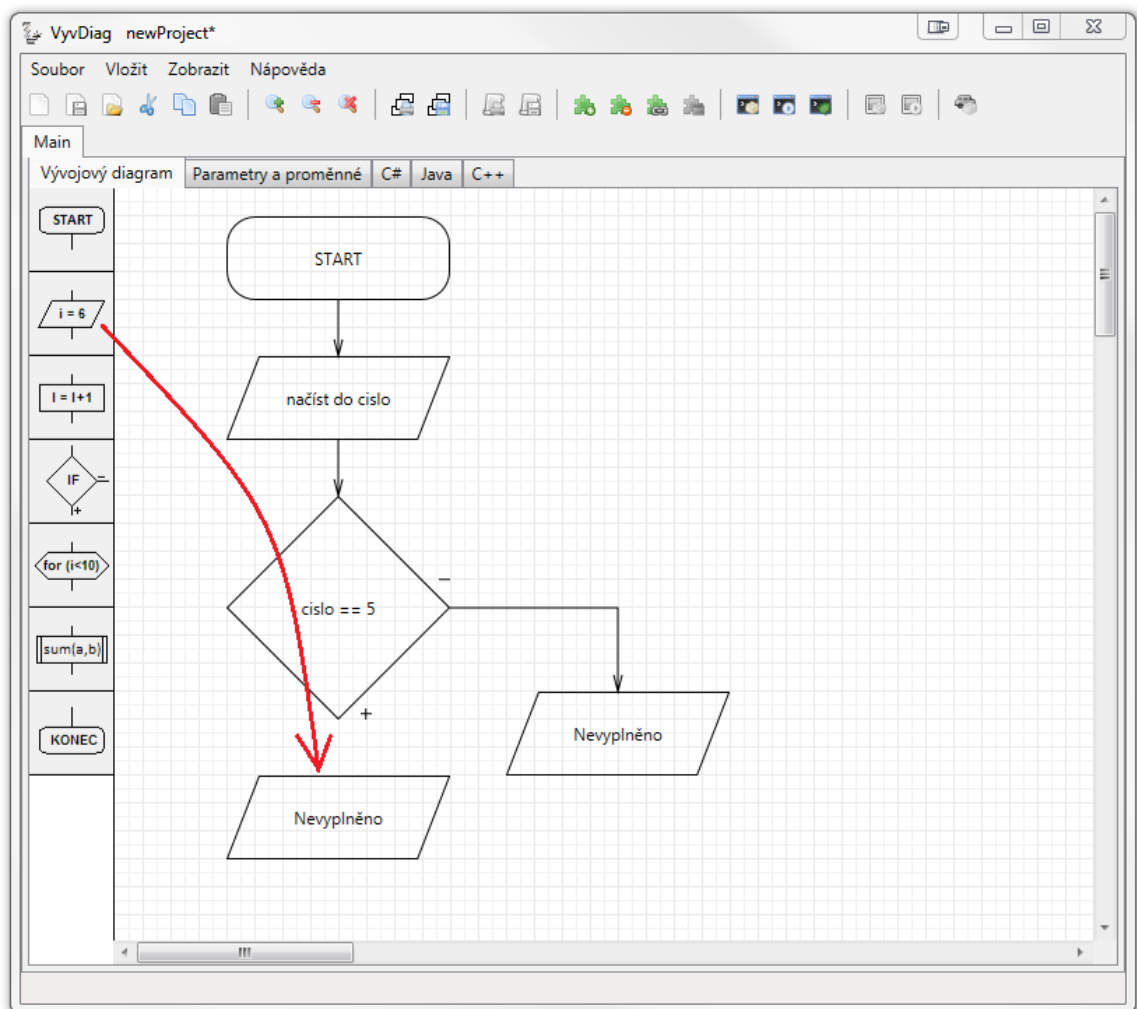 VyvDiag newProject*
Soubor Vložit Zobrazit Nápověda
Main
Vývojový diagram Parametry a proměnné C# Java C++
START
i = 6
I = I+1
IF
for (i<10)
sum(a,b)
KONEC
START
načíst do cislo
cislo == 5
–
+
Nevyplněno
Nevyplněno